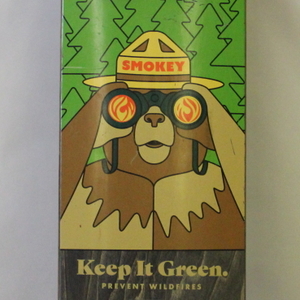 SMOKEY
Keep It Green.
PREVENT WILDFIRES